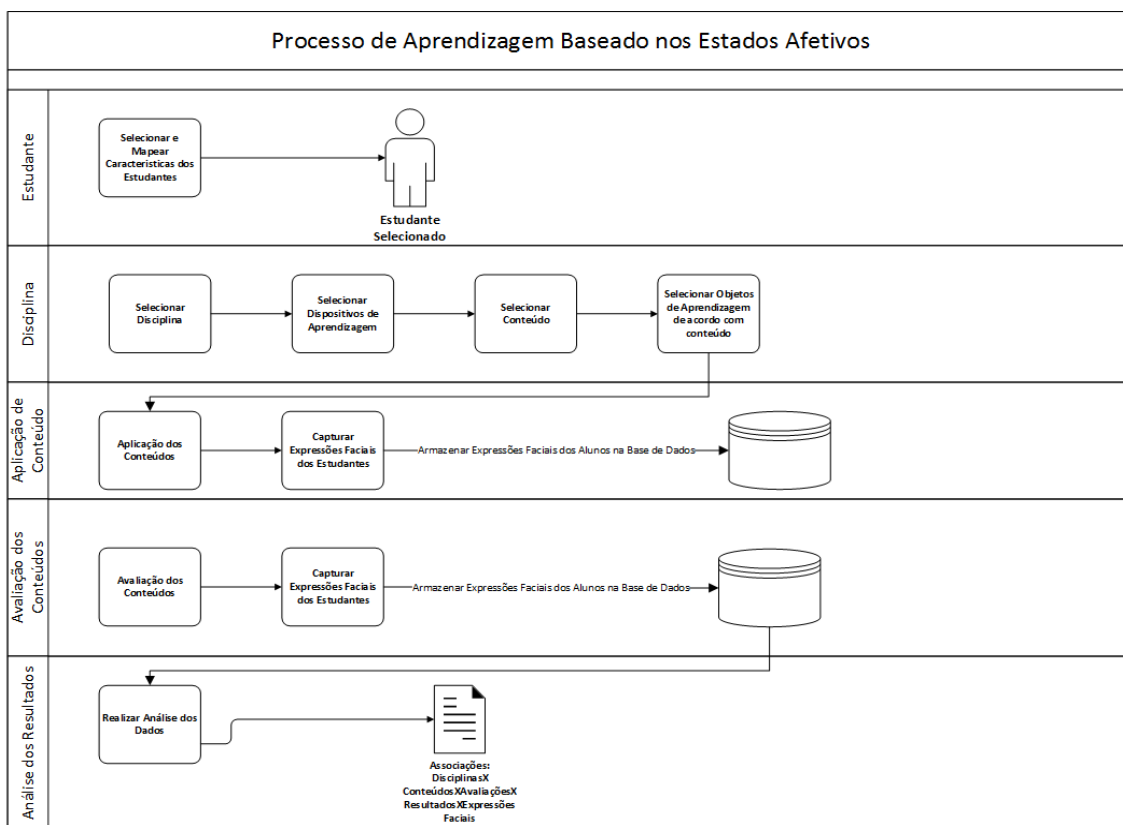 Processo de Aprendizagem Baseado nos Estados Afetivos
Estudante
Selecionar e
Mapear
Caracteristicas dos
Estudantes
Estudante
Selecionado
Disciplina
Selecionar
Disciplina
Selecionar
Dispositivos de
Aprendizagem
Selecionar
Conteúdo
Selecionar Objetos
de Aprendizagem
de acordo com
conteúdo
Aplicação de
Conteúdo
Aplicação dos
Conteúdos
Capturar
Expressões Faciais
dos Estudantes
Armazenar Expressões Faciais dos Alunos na Base de Dados
Avaliação dos
Conteúdos
Avaliação dos
Conteúdos
Capturar
Expressões Faciais
dos Estudantes
Armazenar Expressões Faciais dos Alunos na Base de Dados
Análise dos Resultados
Realizar Análise dos
Dados
Associações:
DisciplinasX
ConteúdosXAvaliaçõesX
ResultadosXExpressões
Faciais